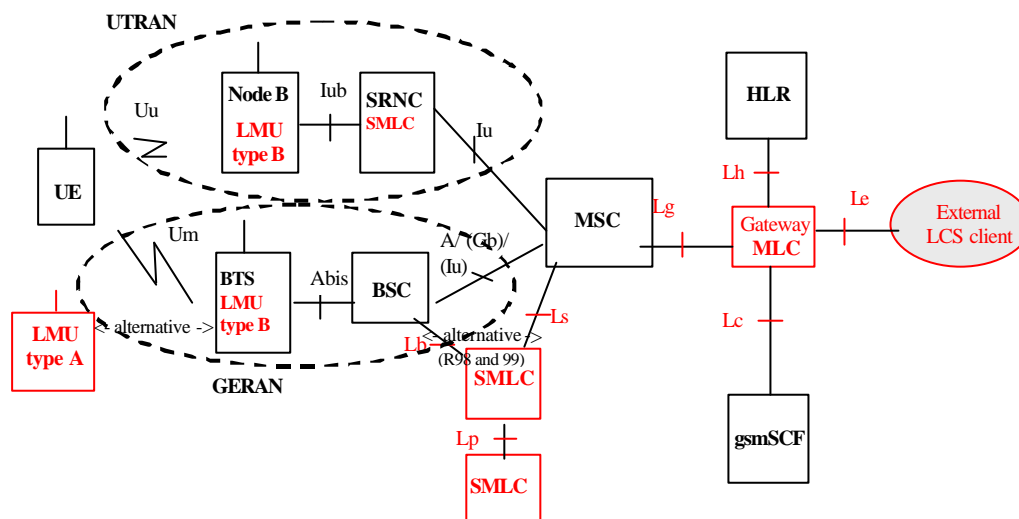 UTRAN
Node B
LMU
type B
Iub
SRNC
SMLC
Uu
Iu
UE
HLR
Lh
MSC
Lg
Gateway
MLC
Le
External
LCS client
Um
BTS
LMU
type B
Abis
BSC
A/ (Gb)/
(Iu)
LMU
type A
<- alternative ->
Lb
<- alternative ->
(R98 and 99)
Ls
Lc
GERAN
SMLC
gsmSCF
Lp
SMLC